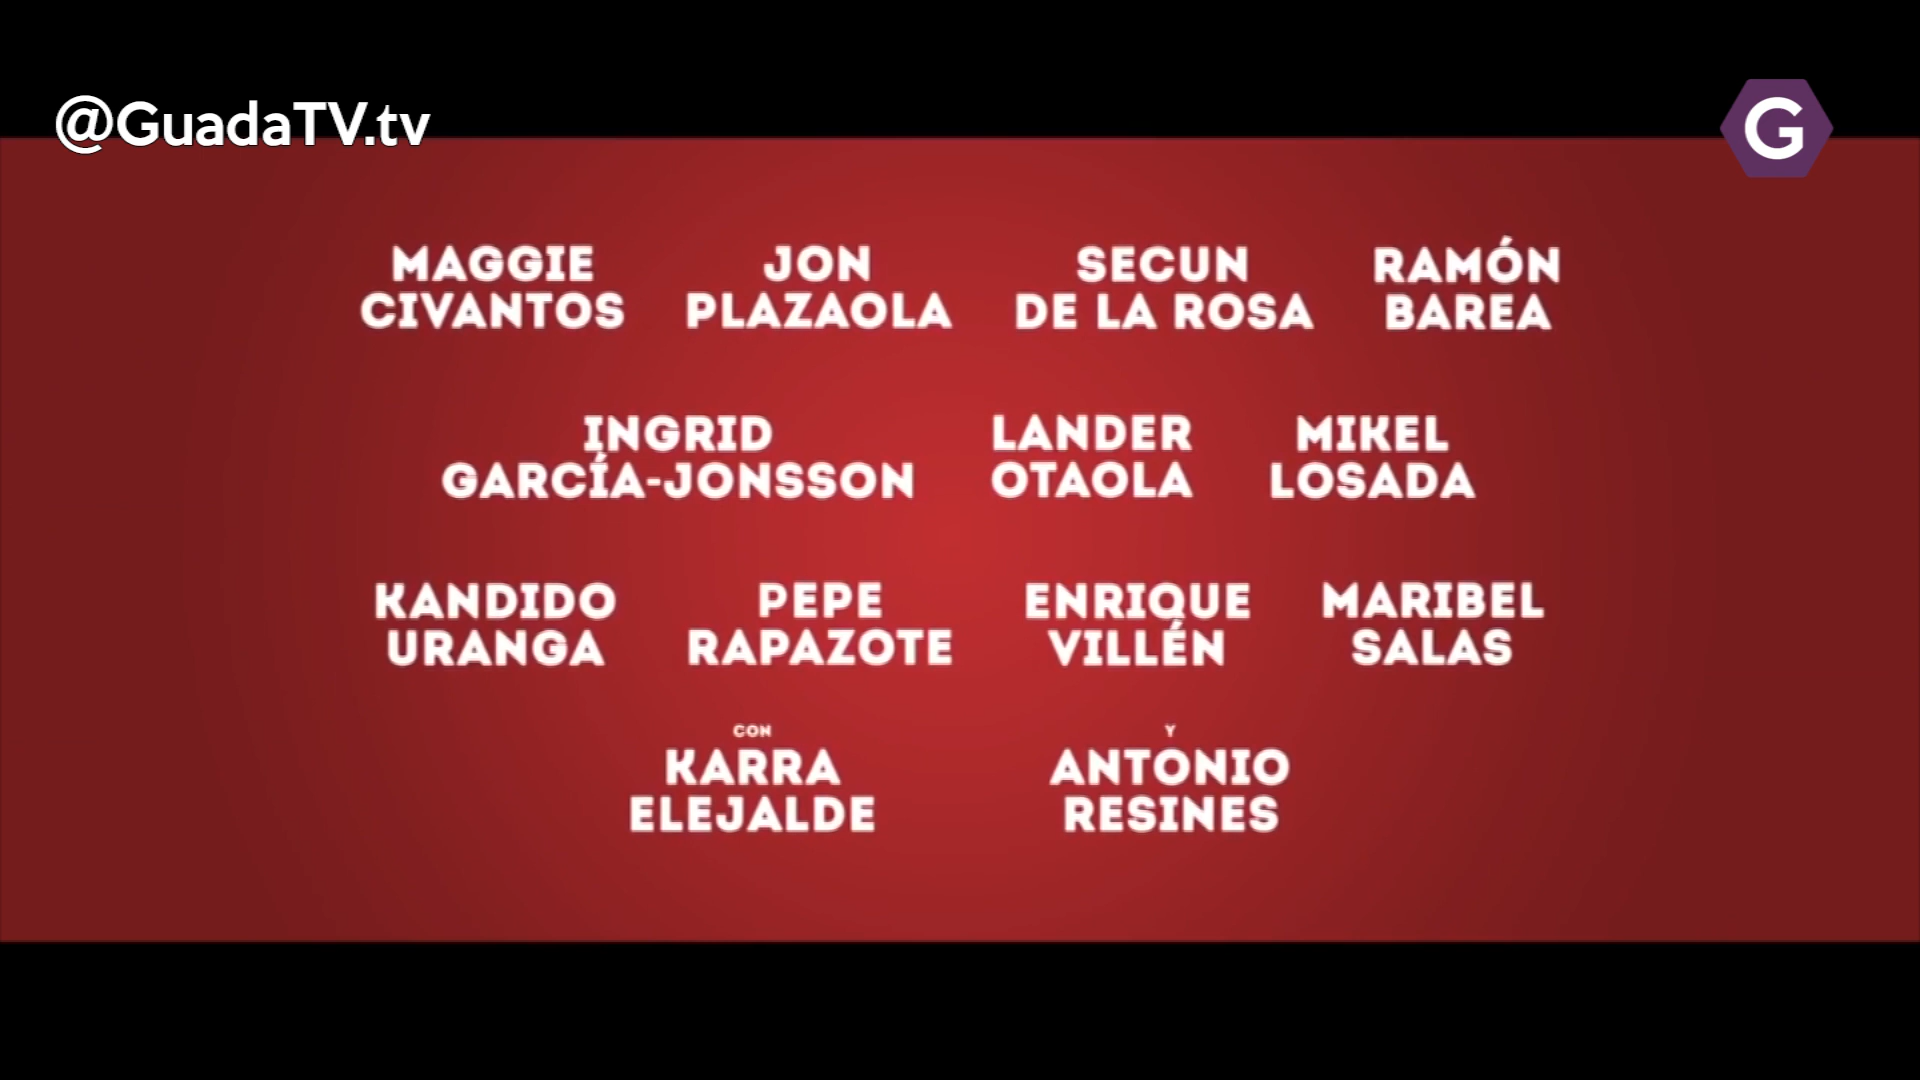 @GuadaTV.tv
G
MAGGIE
CIVANTOS
JON
PLAZAOLA
SECUN
DE LA ROSA
RAMÓN
BAREA
INGRID
GARCÍA-JONSSON
LANDER
OTAOLA
MIKEL
LOSADA
KANDIDO
URANGA
PEPE
RAPAZOTE
ENRIQUE
VILLÉN
MARIBEL
SALAS
CON
KARRA
ELEJALDE
Y
ANTONIO
RESINES